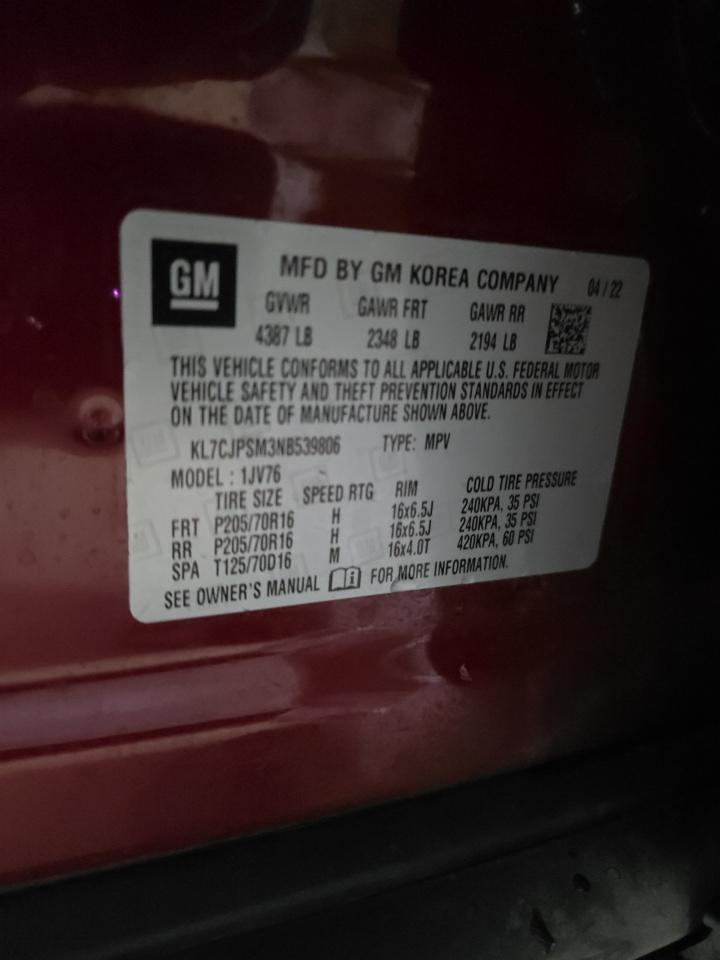 GM
MFD BY GM KOREA COMPANY 04 / 22
GVWR GAWR FRT GAWR RR
4387 LB 2348 LB 2194 LB
THIS VEHICLE CONFORMS TO ALL APPLICABLE U.S. FEDERAL MOTOR
VEHICLE SAFETY AND THEFT PREVENTION STANDARDS IN EFFECT
ON THE DATE OF MANUFACTURE SHOWN ABOVE.
KL7CJPSM3NB539806 TYPE: MPV
MODEL : 1JV76
TIRE SIZE SPEED RTG RIM COLD TIRE PRESSURE
FRT P205/70R16 H 16x6.5J 240KPA, 35 PSI
RR P205/70R16 H 16x6.5J 240KPA, 35 PSI
SPA T125/70D16 M 16x4.0T 420KPA, 60 PSI
SEE OWNER'S MANUAL FOR MORE INFORMATION.